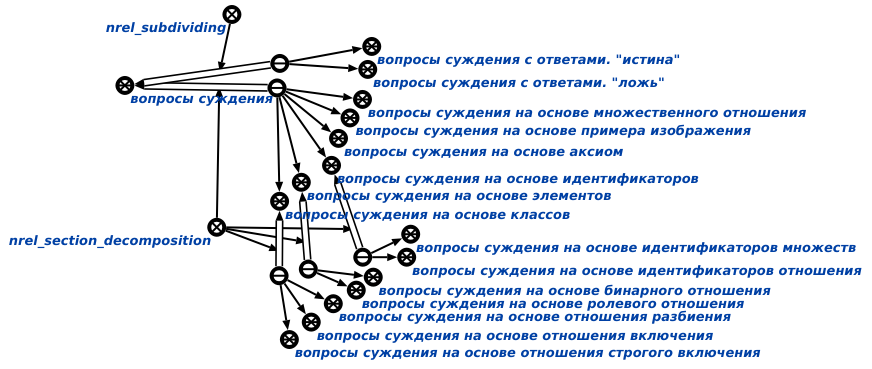 nrel_subdividing
вопросы суждения с ответами. "истина"
вопросы суждения с ответами. "ложь"
вопросы суждения
вопросы суждения на основе множественного отношения
вопросы суждения на основе примера изображения
вопросы суждения на основе аксиом
вопросы суждения на основе идентификаторов
вопросы суждения на основе элементов
вопросы суждения на основе классов
nrel_section_decomposition
вопросы суждения на основе идентификаторов множеств
вопросы суждения на основе идентификаторов отношения
вопросы суждения на основе бинарного отношения
вопросы суждения на основе ролевого отношения
вопросы суждения на основе отношения разбиения
вопросы суждения на основе отношения включения
вопросы суждения на основе отношения строгого включения